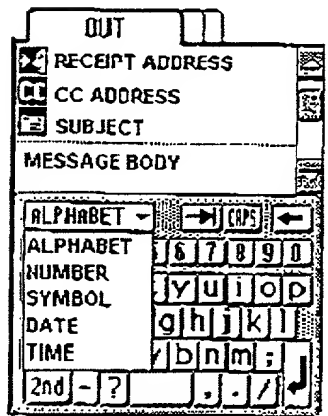 OUT
RECEIPT ADDRESS
CC CC ADDRESS
SUBJECT
MESSAGE BODY
ALPHABET CAPS
ALPHABET 6 7 8 9 0
NUMBER y u i o p
SYMBOL
DATE g h j k l
TIME v b n m ;
2nd - ? , . /